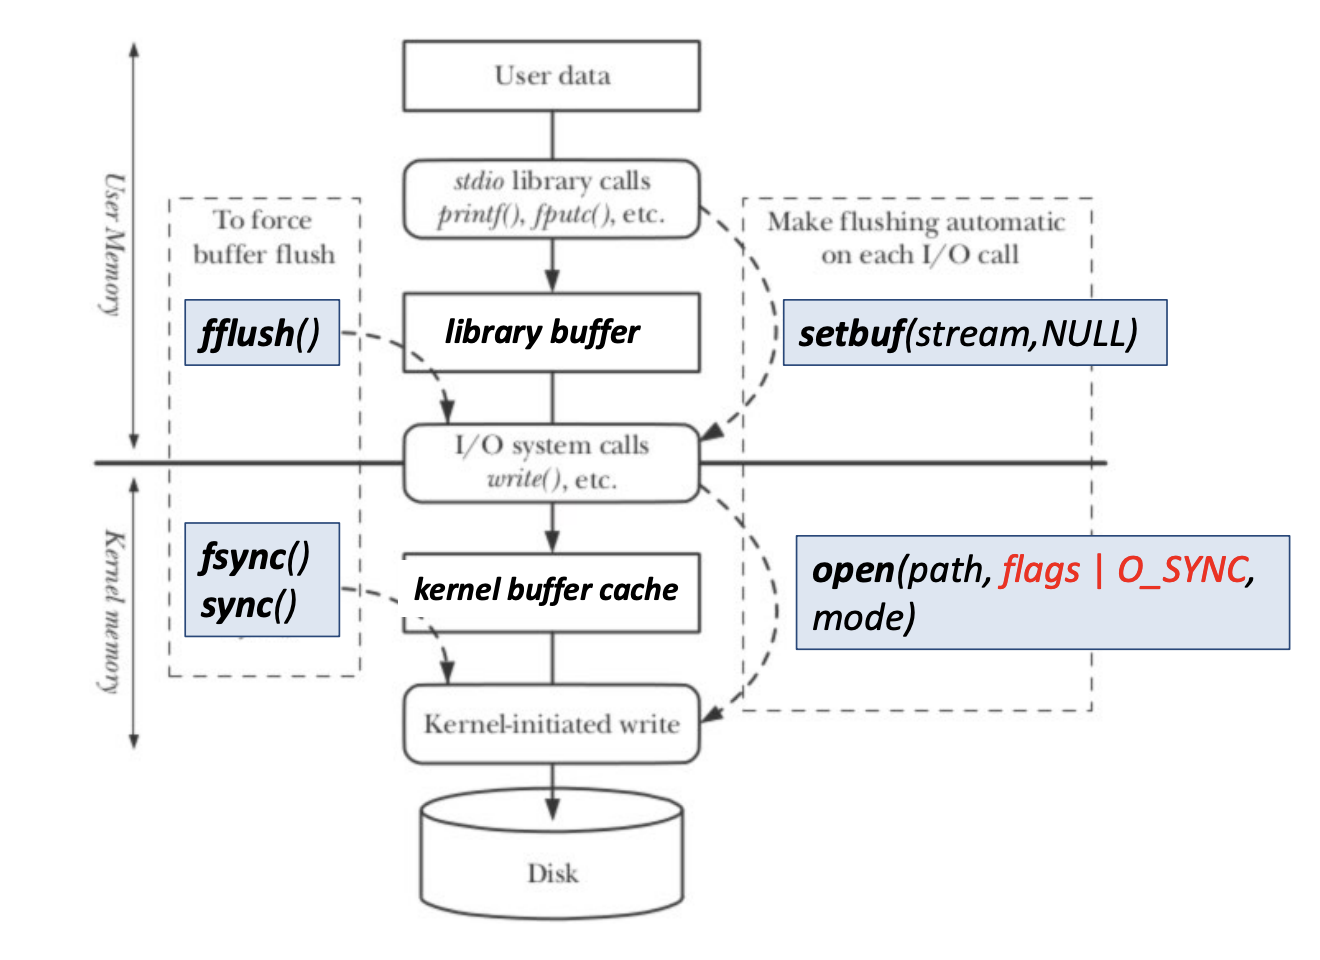 User data
stdio library calls
printf(), fputc(), etc.
User Memory
To force
buffer flush
Make flushing automatic
on each I/O call
fflush()
library buffer
setbuf(stream,NULL)
I/O system calls
write(), etc.
Kernel memory
fsync()
sync()
kernel buffer cache
open(path, flags | O_SYNC,
mode)
Kernel-initiated write
Disk